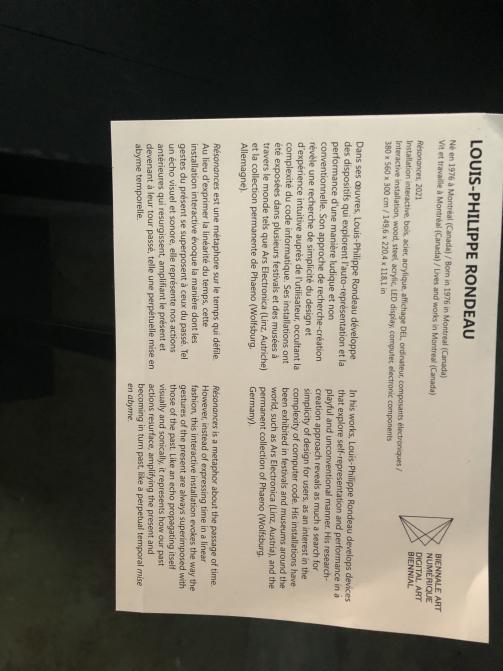 LOUIS-PHILIPPE RONDEAU
Né en 1976 à Montréal (Canada) / Born in 1976 in Montreal (Canada)
Vit et travaille à Montréal (Canada) / Lives and works in Montreal (Canada)
Résonances, 2021
Installation interactive, bois, acier, acrylique, affichage DEL, ordinateur, composants électroniques /
Interactive installation, wood, steel, acrylic, LED display, computer, electronic components
380 x 560 x 300 cm / 149,6 x 220,4 x 118,1 in
BIENNALE ART
NUMÉRIQUE
DIGITAL ART
BIENNIAL
Dans ses œuvres, Louis-Philippe Rondeau développe
des dispositifs qui explorent l'auto-représentation et la
performance d'une manière ludique et non
conventionnelle. Son approche de recherche-création
révèle une recherche de simplicité du design et
d'expérience intuitive auprès de l'utilisateur, occultant la
complexité du code informatique. Ses installations ont
été exposées dans plusieurs festivals et des musées à
travers le monde tels que Ars Electronica (Linz, Autriche)
et la collection permanente de Phaeno (Wolfsburg,
Allemagne).
Résonances est une métaphore sur le temps qui défile.
Au lieu d'exprimer la linéarité du temps, cette
installation interactive évoque la manière dont les
gestes du présent se superposent à ceux du passé. Tel
un écho visuel et sonore, elle représente nos actions
antérieures qui resurgissent, amplifiant le présent et
devenant à leur tour passé, telle une perpétuelle mise en
abyme temporelle.
In his works, Louis-Philippe Rondeau develops devices
that explore self-representation and performance in a
playful and unconventional manner. His research-
creation approach reveals as much a search for
simplicity of design for users, as an interest in the
complexity of computer code. His installations have
been exhibited in festivals and museums around the
world, such as Ars Electronica (Linz, Austria), and the
permanent collection of Phaeno (Wolfsburg,
Germany).
Résonances is a metaphor about the passage of time.
However, instead of expressing time in a linear
fashion, this interactive installation evokes the way the
gestures of the present are always superimposed with
those of the past. Like an echo propagating itself
visually and sonically, it represents how our past
actions resurface, amplifying the present and
becoming in turn past, like a perpetual temporal mise
en abyme.